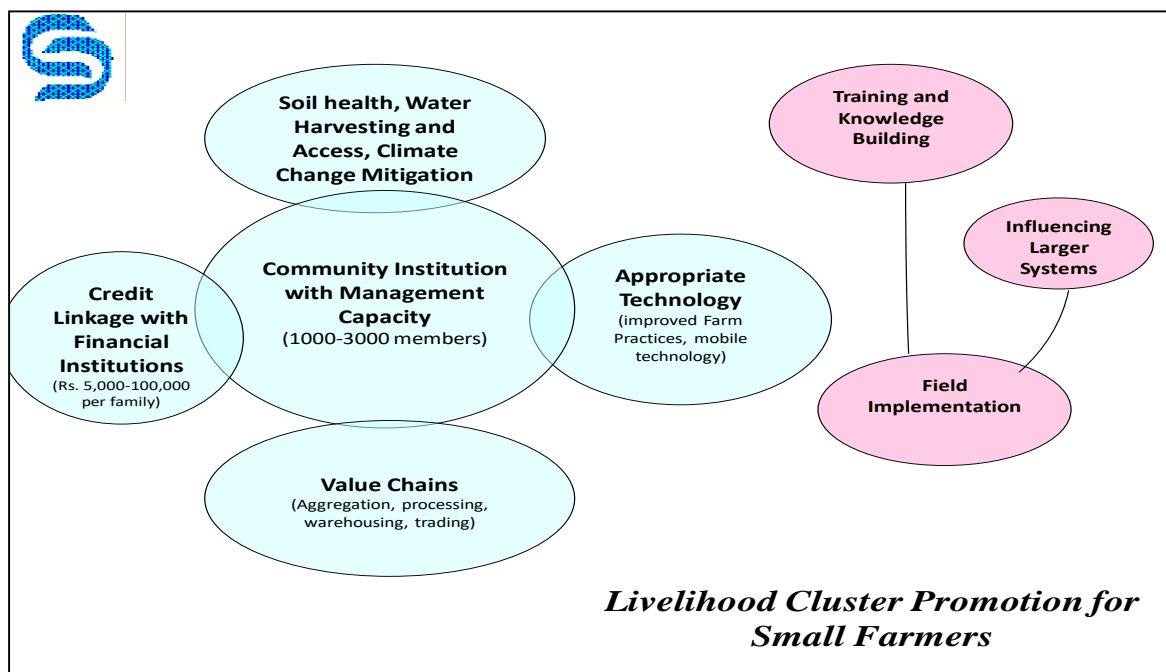 Soil health, Water
Harvesting and
Access, Climate
Change Mitigation
Training and
Knowledge
Building
Influencing
Larger
Systems
Credit
Linkage with
Financial
Institutions
(Rs. 5,000-100,000
per family)
Community Institution
with Management
Capacity
(1000-3000 members)
Appropriate
Technology
(improved Farm
Practices, mobile
technology)
Field
Implementation
Value Chains
(Aggregation, processing,
warehousing, trading)
Livelihood Cluster Promotion for
Small Farmers